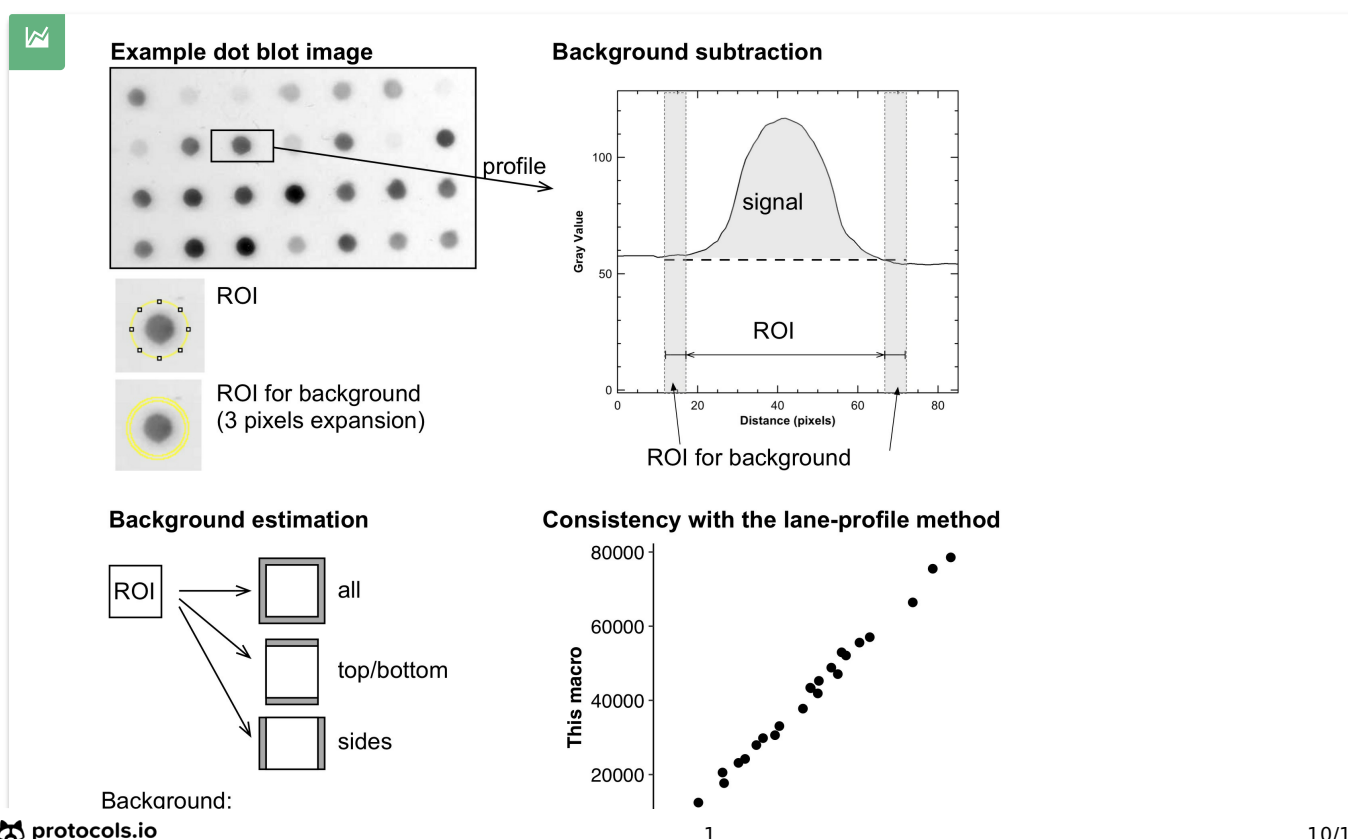 Example dot blot image
profile
ROI
ROI for background
(3 pixels expansion)
Background subtraction
100
50
0
Gray Value
signal
ROI
0 20 40 60 80
Distance (pixels)
ROI for background
Background estimation
ROI
all
top/bottom
sides
Background:
Consistency with the lane-profile method
80000
60000
40000
20000
This macro
protocols.io
1
10/1